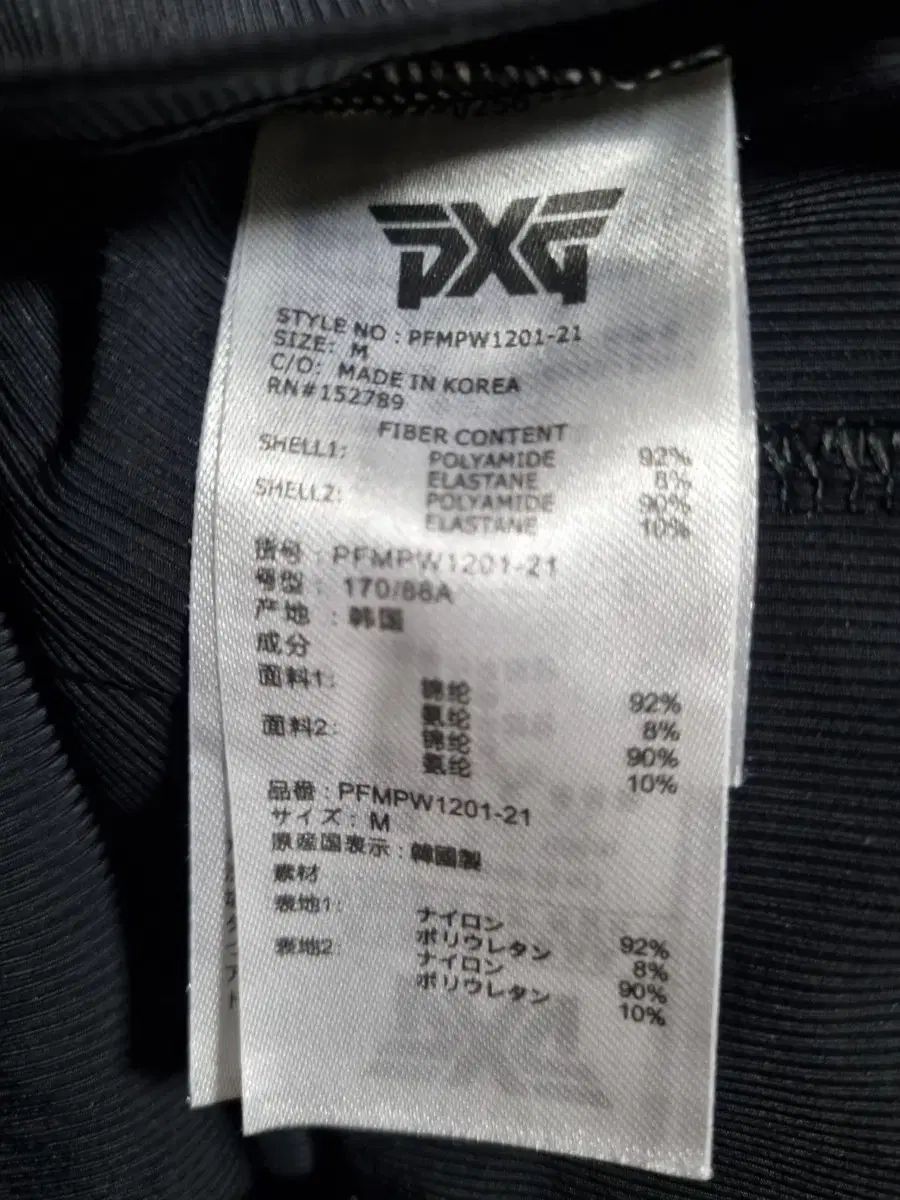 PXG
STYLE NO : PFMPW1201-21
SIZE: M
C/O: MADE IN KOREA
RN#152789
FIBER CONTENT
SHELL1: POLYAMIDE 92%
ELASTANE 8%
SHELL2: POLYAMIDE 90%
ELASTANE 10%
货号 : PFMPW1201-21
号型 : 170/88A
产地 : 韩国
成分
面料1: 锦纶 92%
氨纶 8%
面料2: 锦纶 90%
氨纶 10%
品番 : PFMPW1201-21
サイズ : M
原産国表示 : 韓國製
素材
表地1: ナイロン 92%
ポリウレタン 8%
表地2: ナイロン 90%
ポリウレタン 10%